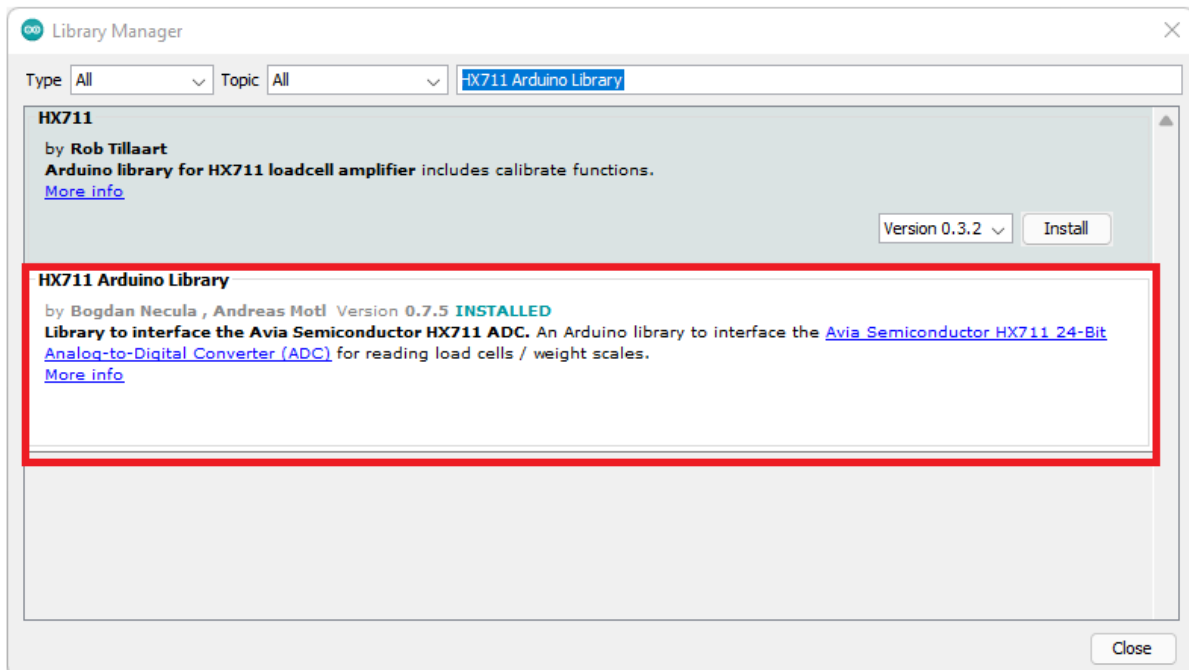 Library Manager
Type All Topic All HX711 Arduino Library
HX711
by Rob Tillaart
Arduino library for HX711 loadcell amplifier includes calibrate functions.
More info
Version 0.3.2 Install
HX711 Arduino Library
by Bogdan Necula , Andreas Motl Version 0.7.5 INSTALLED
Library to interface the Avia Semiconductor HX711 ADC. An Arduino library to interface the Avia Semiconductor HX711 24-Bit
Analog-to-Digital Converter (ADC) for reading load cells / weight scales.
More info
Close